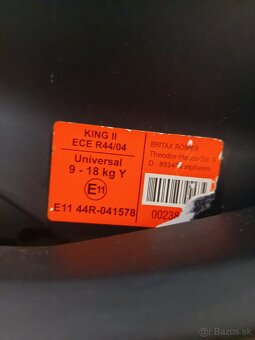 KING II
ECE R44/04
Universal
9 - 18 kg Y
E11
E11 44R-041578
BRITAX RÖMER
Theodor-Heuss-Str. 9
D - 89340 Leipheim
0023
© Bazos.sk